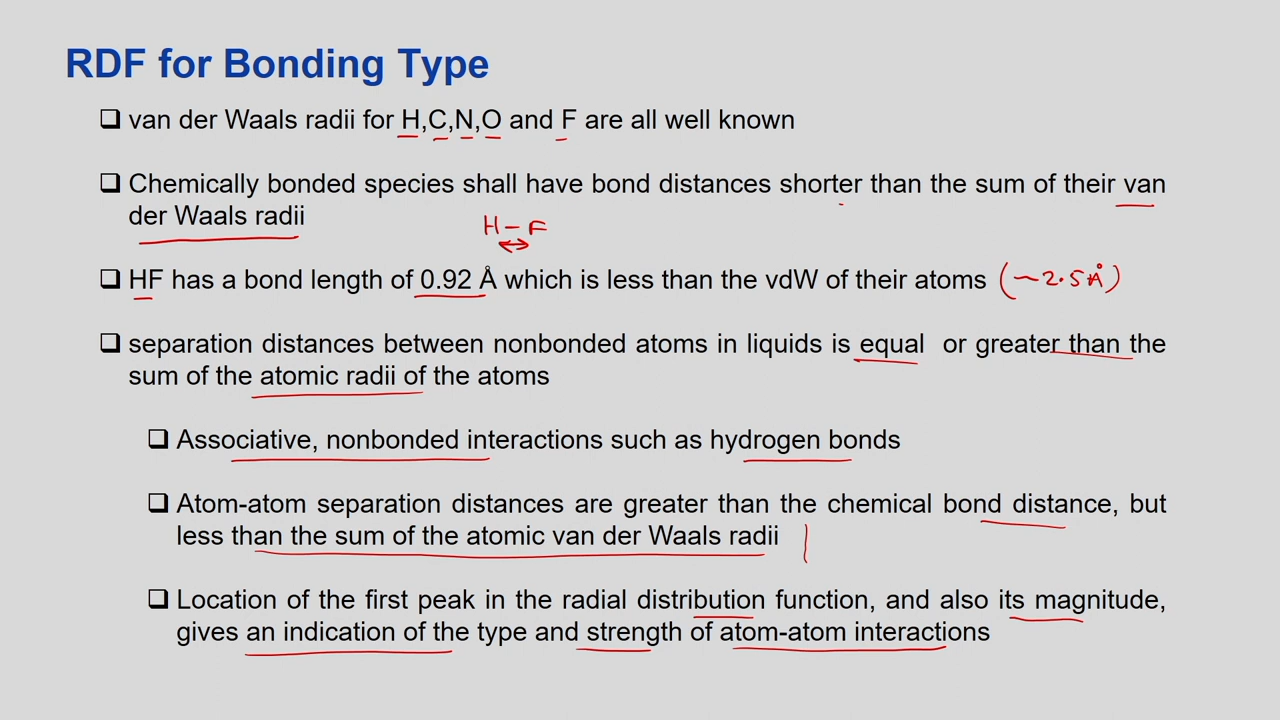 RDF for Bonding Type
❑ van der Waals radii for H,C,N,O and F are all well known
❑ Chemically bonded species shall have bond distances shorter than the sum of their van
der Waals radii
H – F
❑ HF has a bond length of 0.92 Å which is less than the vdW of their atoms (~2.5Å)
❑ separation distances between nonbonded atoms in liquids is equal or greater than the
sum of the atomic radii of the atoms
❑ Associative, nonbonded interactions such as hydrogen bonds
❑ Atom-atom separation distances are greater than the chemical bond distance, but
less than the sum of the atomic van der Waals radii
❑ Location of the first peak in the radial distribution function, and also its magnitude,
gives an indication of the type and strength of atom-atom interactions